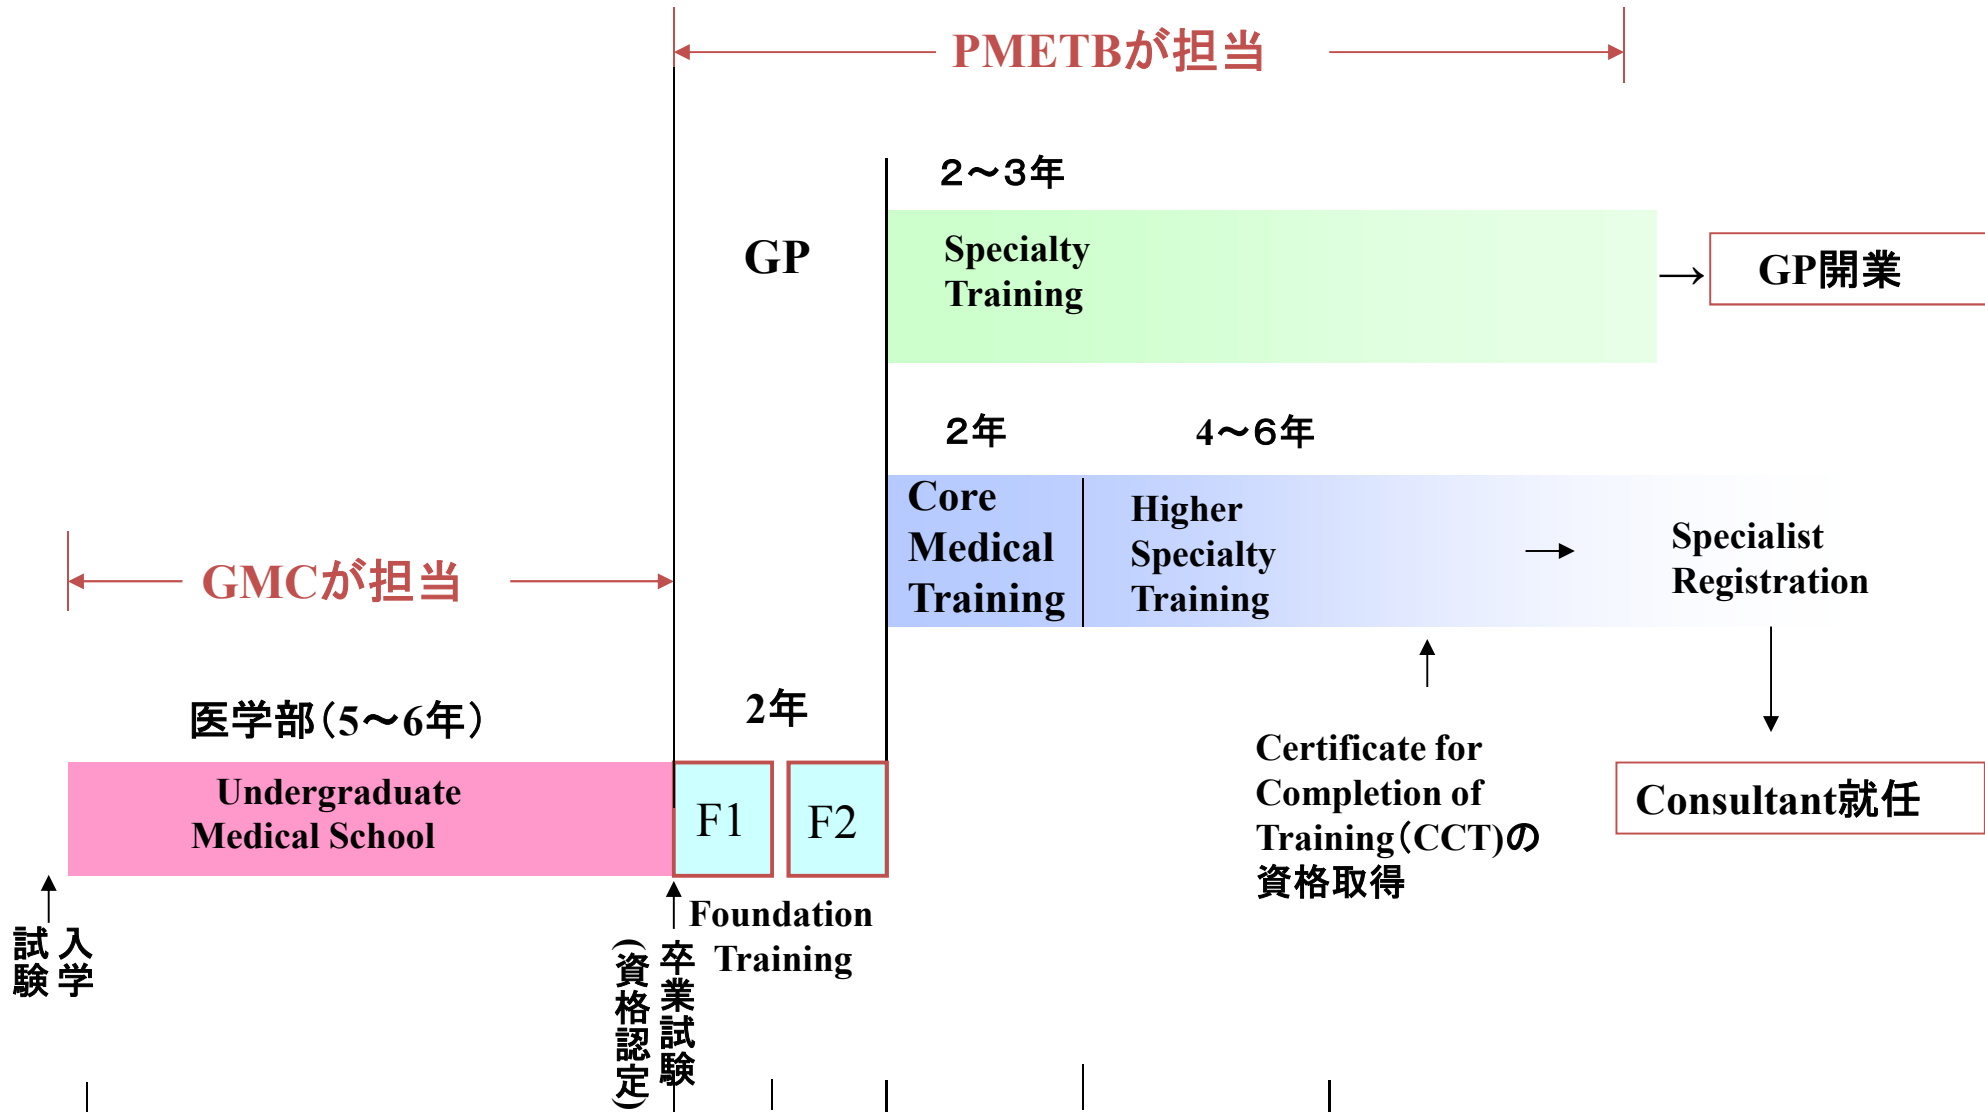 PMETBが担当
2～3年
GP
Specialty
Training
→
GP開業
2年
4～6年
Core
Medical
Training
Higher
Specialty
Training
Specialist
Registration
GMCが担当
医学部（5～6年）
2年
Undergraduate
Medical School
F1
F2
Certificate for
Completion of
Training（CCT)の
資格取得
Consultant就任
Foundation
Training
入学
試験
卒業試験
(資格認定)